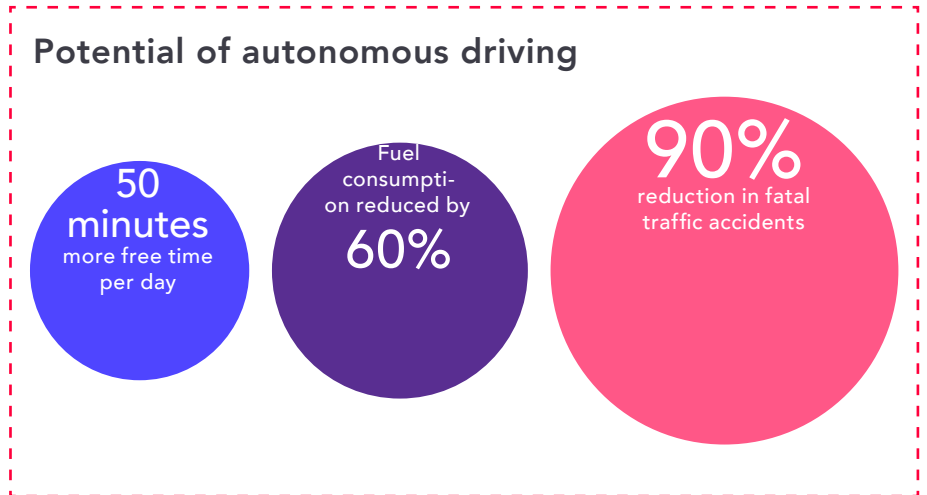 Potential of autonomous driving
50
minutes
more free time
per day
Fuel
consumpti-
on reduced by
60%
90%
reduction in fatal
traffic accidents